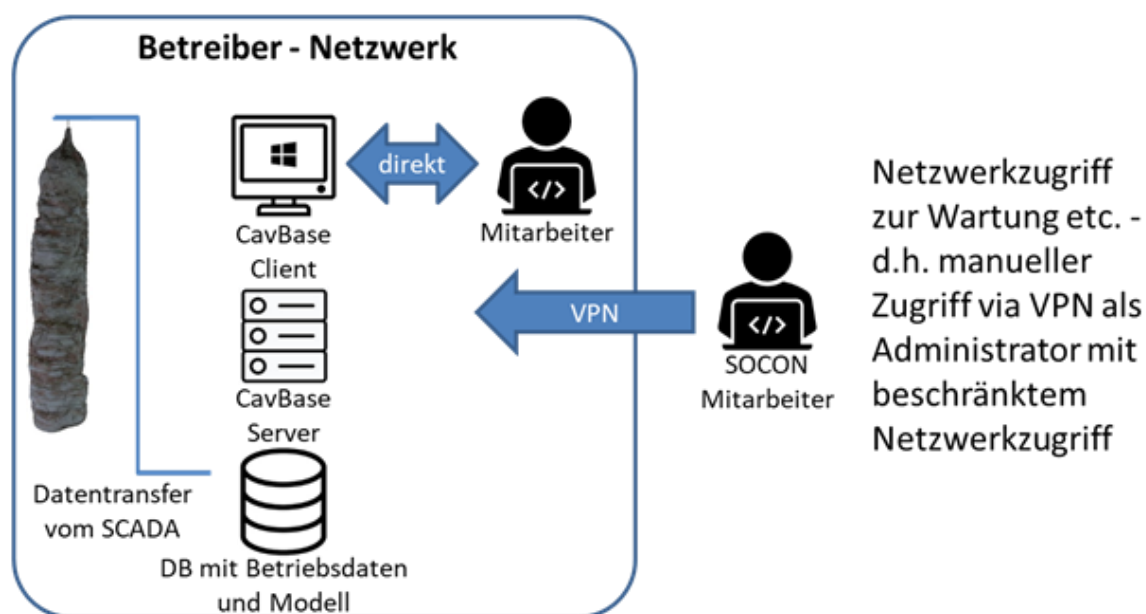 Betreiber - Netzwerk
direkt
CavBase
Client
Mitarbeiter
CavBase
Server
VPN
SOCON
Mitarbeiter
Datentransfer
vom SCADA
DB mit Betriebsdaten
und Modell
Netzwerkzugriff
zur Wartung etc. -
d.h. manueller
Zugriff via VPN als
Administrator mit
beschränktem
Netzwerkzugriff